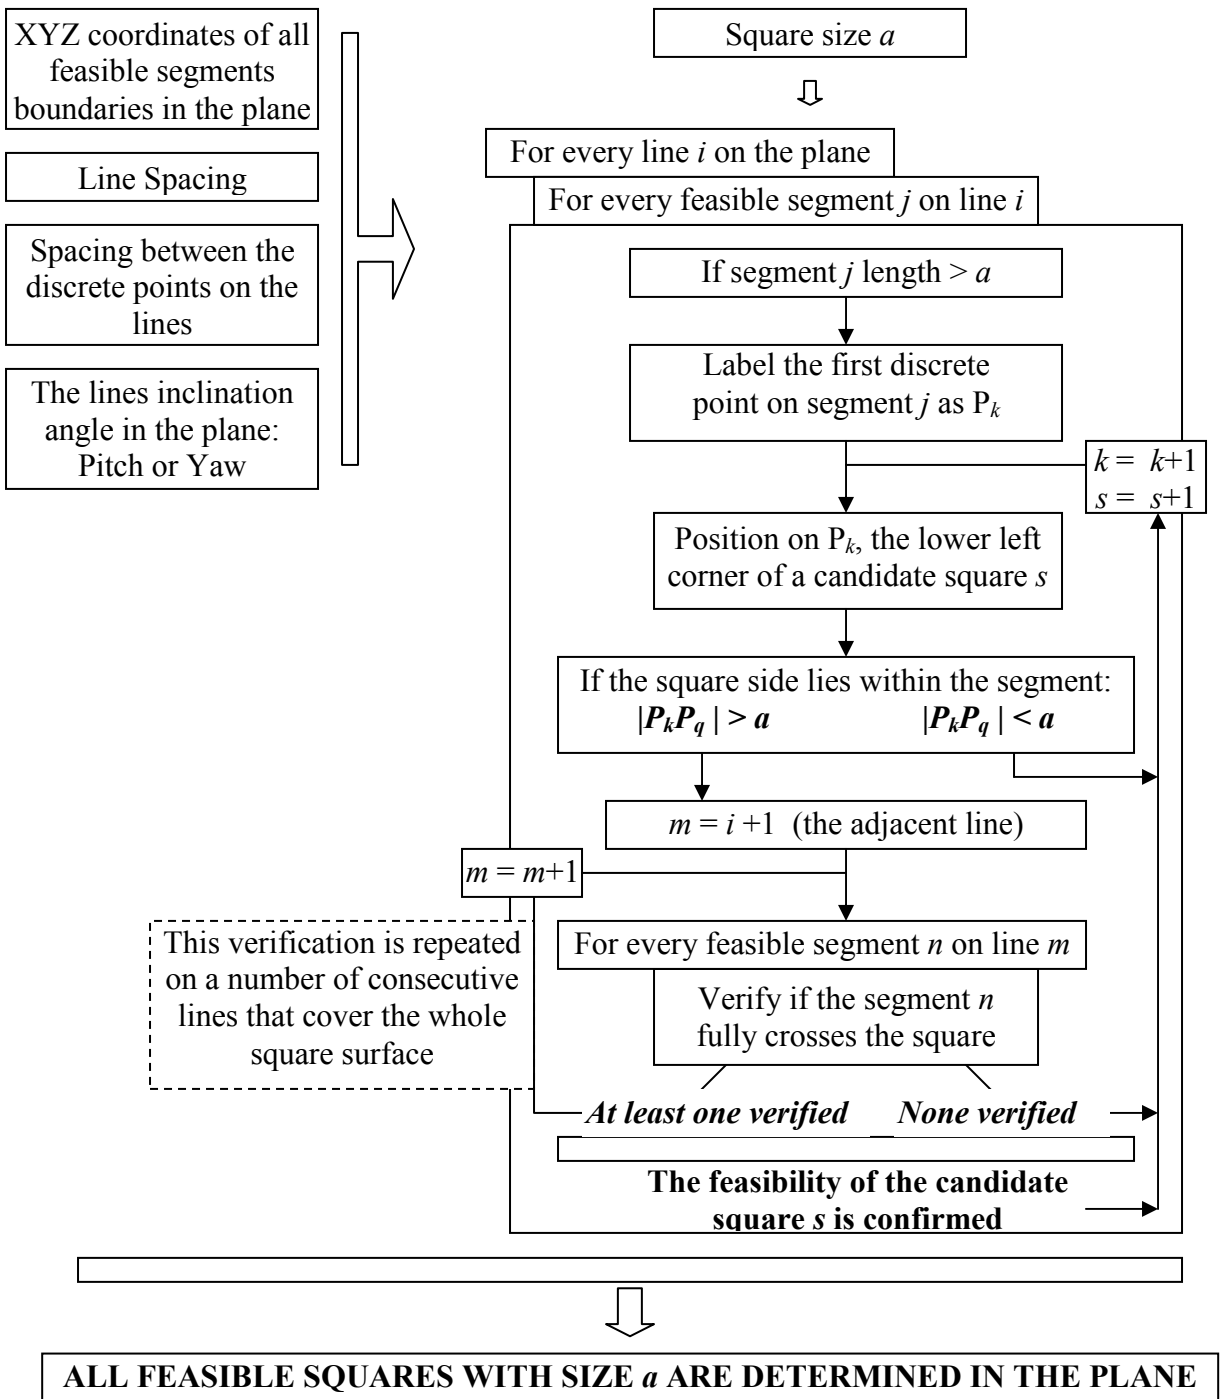 XYZ coordinates of all
feasible segments
boundaries in the plane
Line Spacing
Spacing between the
discrete points on the
lines
The lines inclination
angle in the plane:
Pitch or Yaw
Square size a
For every line i on the plane
For every feasible segment j on line i
If segment j length > a
Label the first discrete
point on segment j as Pk
k = k+1
s = s+1
Position on Pk, the lower left
corner of a candidate square s
If the square side lies within the segment:
|PkPq | > a |PkPq | < a
m = i +1 (the adjacent line)
m = m+1
This verification is repeated
on a number of consecutive
lines that cover the whole
square surface
For every feasible segment n on line m
Verify if the segment n
fully crosses the square
At least one verified None verified
The feasibility of the candidate
square s is confirmed
ALL FEASIBLE SQUARES WITH SIZE a ARE DETERMINED IN THE PLANE